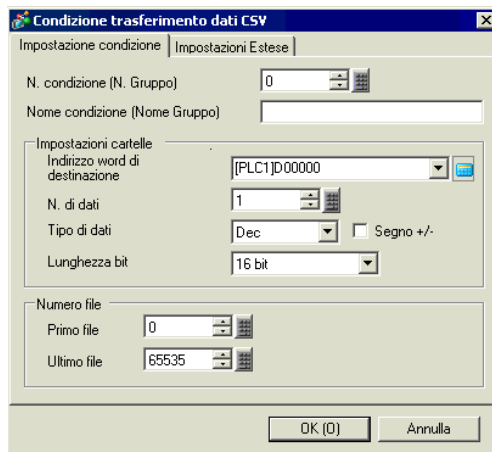 Condizione trasferimento dati CSV
Impostazione condizione Impostazioni Estese
N. condizione (N. Gruppo) 0
Nome condizione (Nome Gruppo)
Impostazioni cartelle
Indirizzo word di
destinazione [PLC1]D00000
N. di dati 1
Tipo di dati Dec Segno +/-
Lunghezza bit 16 bit
Numero file
Primo file 0
Ultimo file 65535
OK (O) Annulla